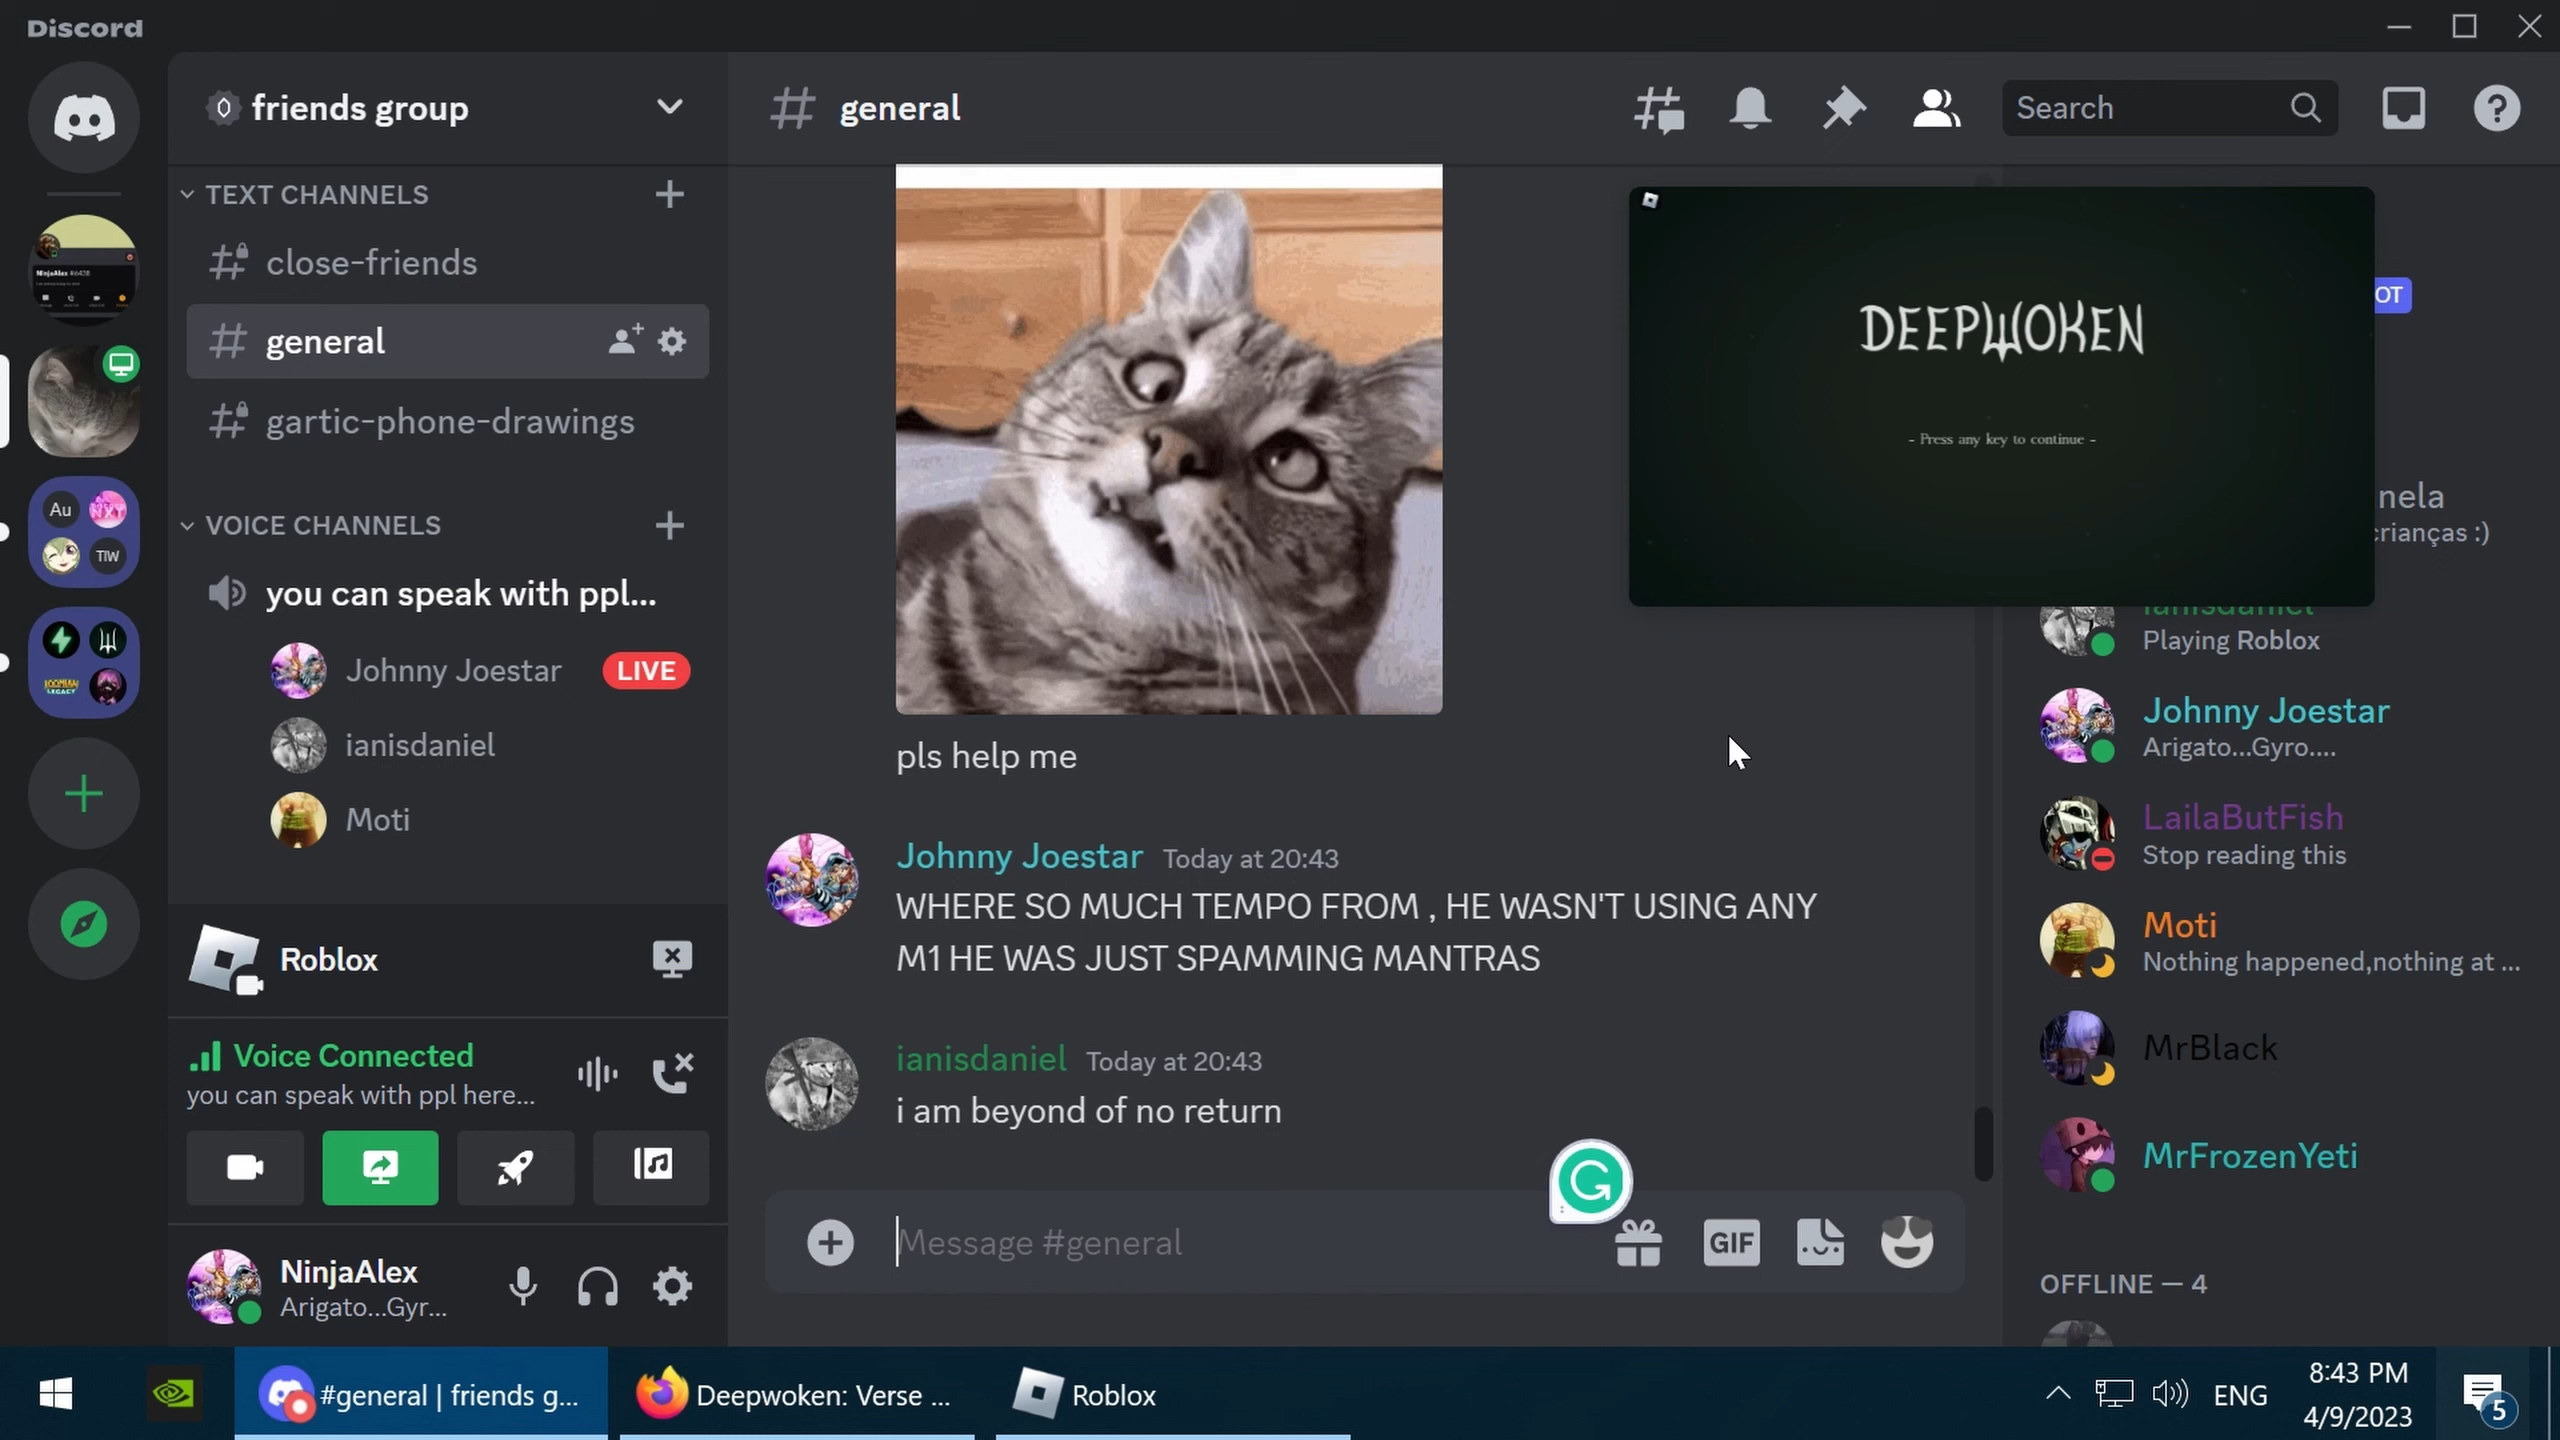 Discord
friends group
TEXT CHANNELS
close-friends
general
gartic-phone-drawings
VOICE CHANNELS
you can speak with ppl...
Johnny Joestar
LIVE
ianisdaniel
Moti
Roblox
Voice Connected
you can speak with ppl here...
NinjaAlex
Arigato...Gyr...
Au
TIW
LOOMIAN
LEGACY
general
Search
pls help me
Johnny Joestar Today at 20:43
WHERE SO MUCH TEMPO FROM , HE WASN'T USING ANY
M1 HE WAS JUST SPAMMING MANTRAS
ianisdaniel Today at 20:43
i am beyond of no return
Message #general
GIF
DEEPWOKEN
- Press any key to continue -
OT
nela
crianças :)
ianisdaniel
Playing Roblox
Johnny Joestar
Arigato...Gyro....
LailaButFish
Stop reading this
Moti
Nothing happened,nothing at ...
MrBlack
MrFrozenYeti
OFFLINE — 4
#general | friends g...
Deepwoken: Verse ...
Roblox
ENG
8:43 PM
4/9/2023
5